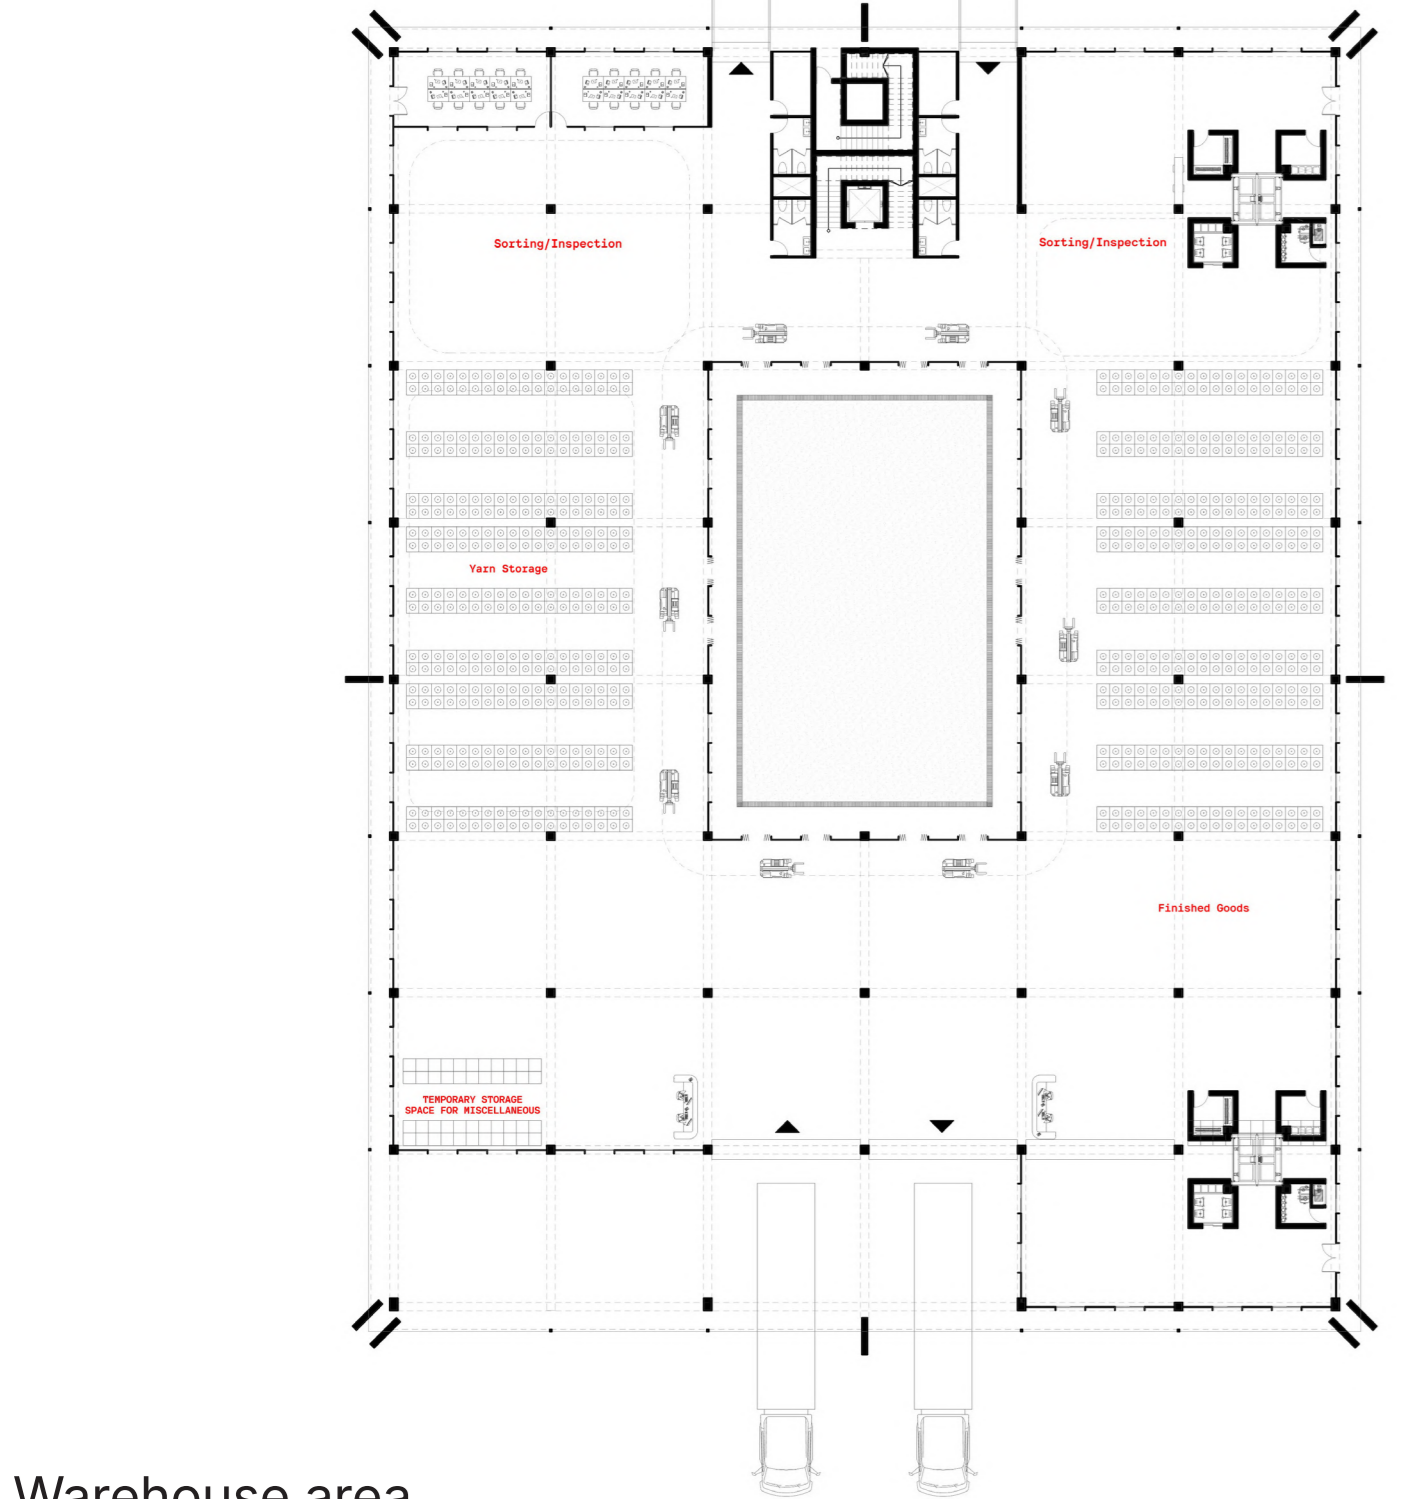 Sorting/Inspection
Sorting/Inspection
Yarn Storage
Finished Goods
TEMPORARY STORAGE
SPACE FOR MISCELLANEOUS
Warehouse area